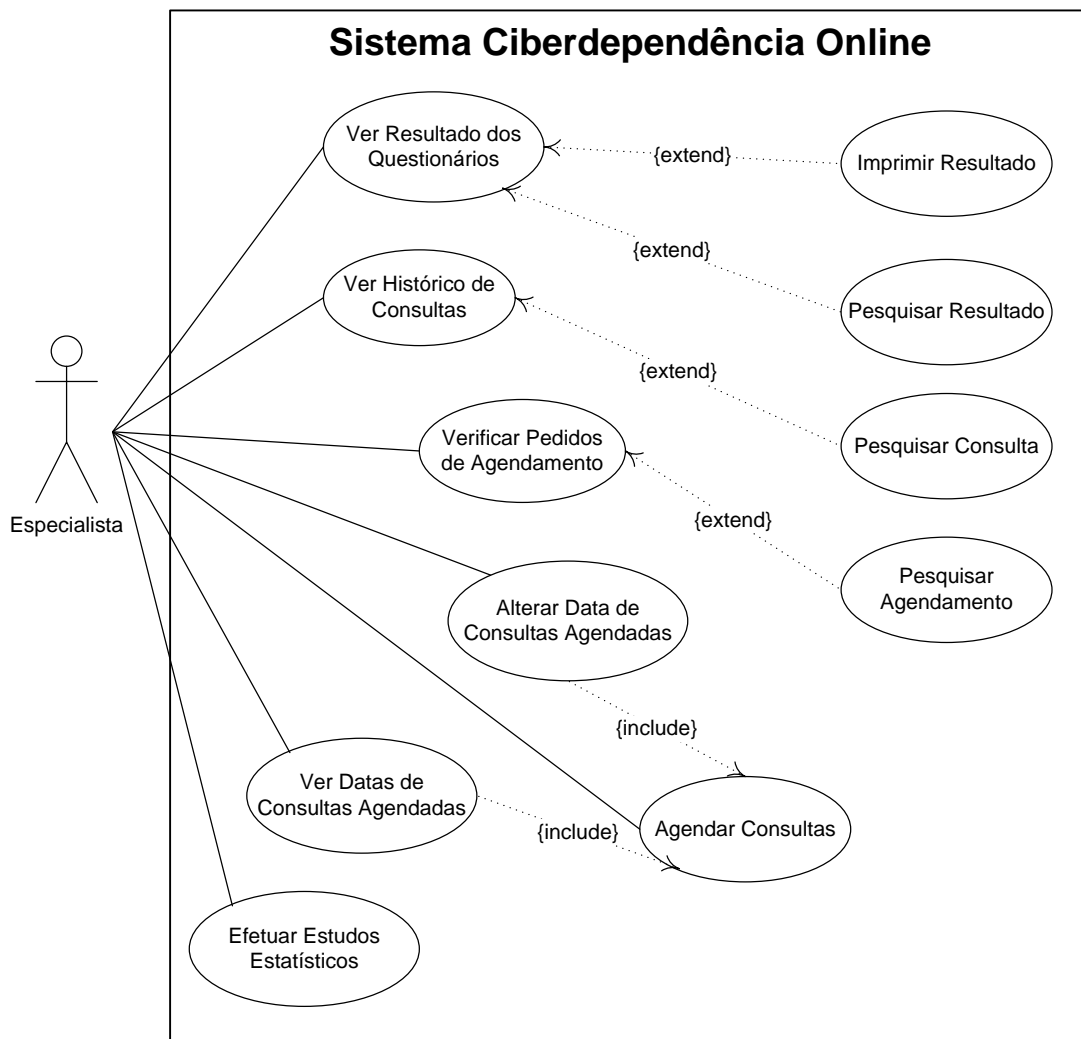 Sistema Ciberdependência Online
Ver Resultado dos
Questionários
{extend}
Imprimir Resultado
{extend}
Pesquisar Resultado
Ver Histórico de
Consultas
{extend}
Pesquisar Consulta
Verificar Pedidos
de Agendamento
{extend}
Pesquisar
Agendamento
Especialista
Alterar Data de
Consultas Agendadas
{include}
Ver Datas de
Consultas Agendadas
{include}
Agendar Consultas
Efetuar Estudos
Estatísticos